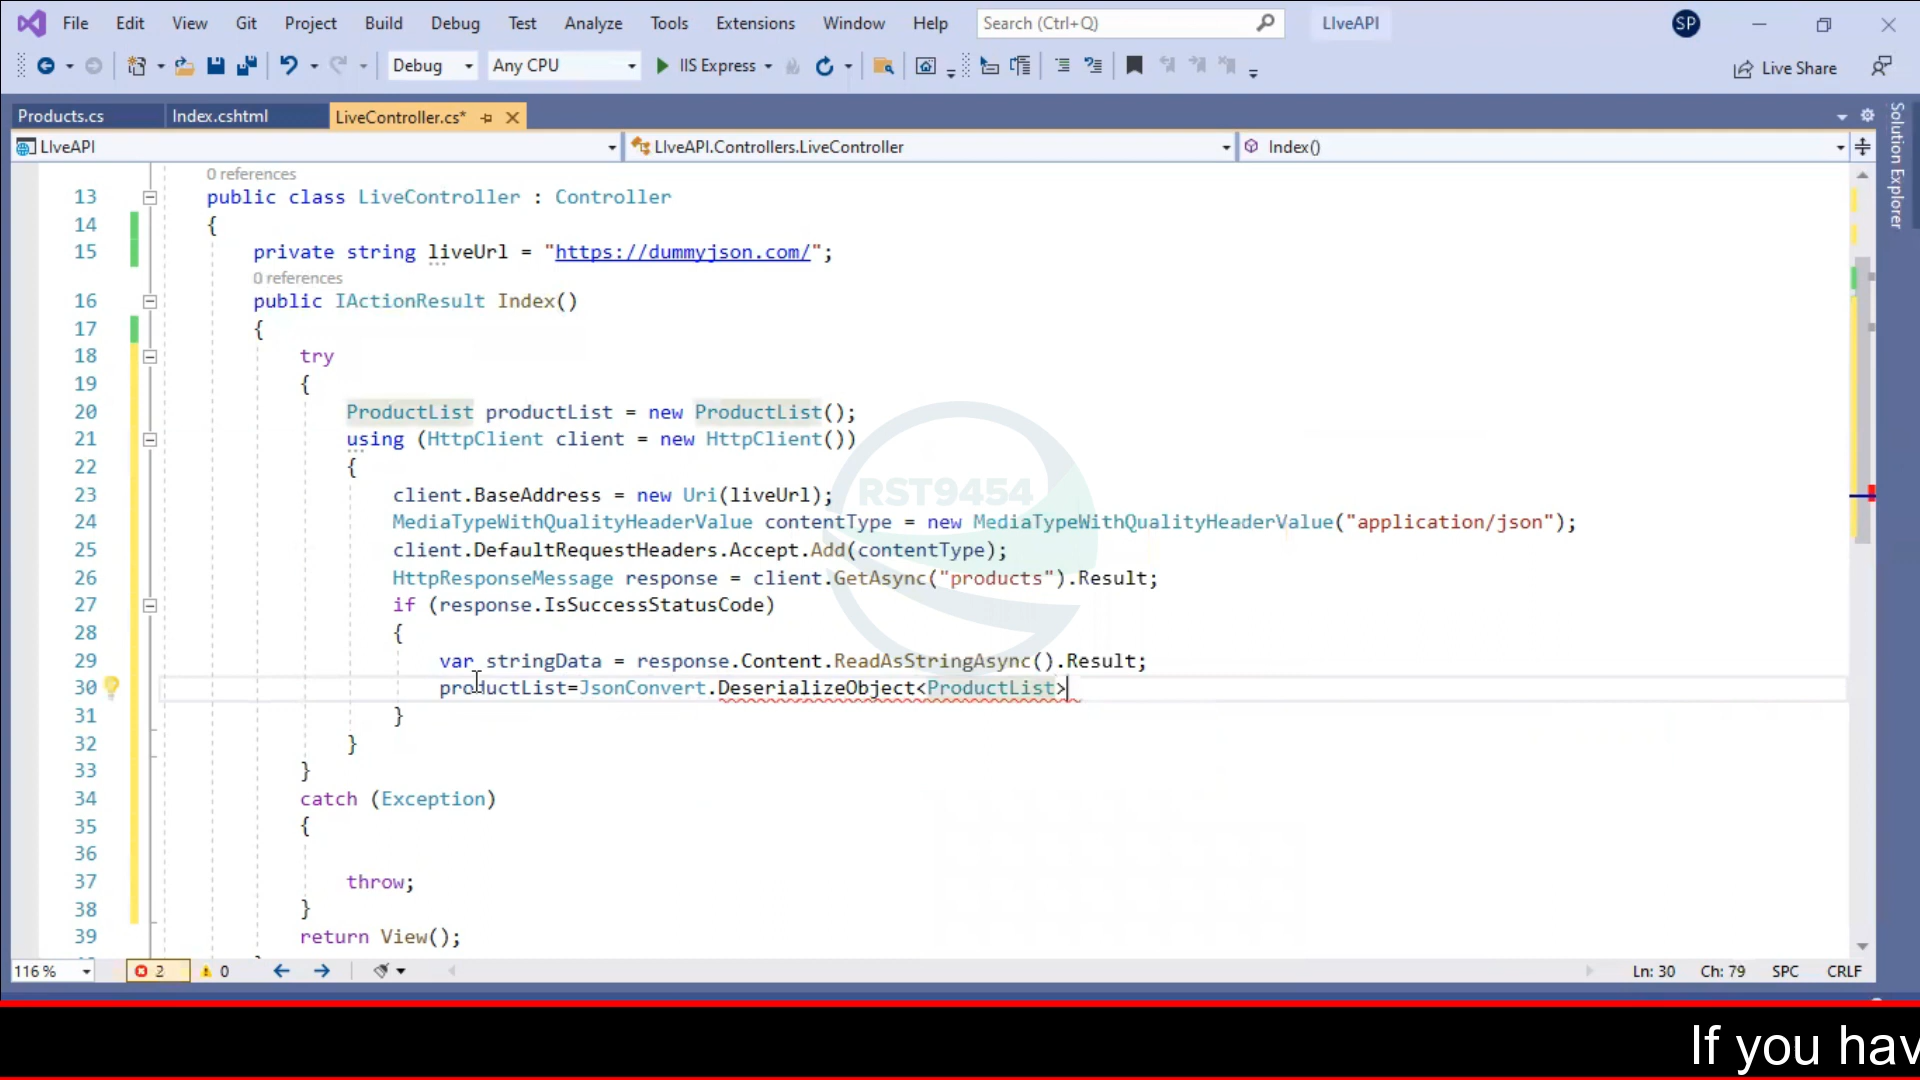 File Edit View Git Project Build Debug Test Analyze Tools Extensions Window Help Search (Ctrl+Q) LIveAPI SP
Debug Any CPU IIS Express Live Share
Products.cs Index.cshtml LiveController.cs*
LIveAPI LIveAPI.Controllers.LiveController Index()
Solution Explorer
0 references
13 public class LiveController : Controller
14 {
15 private string liveUrl = "https://dummyjson.com/";
0 references
16 public IActionResult Index()
17 {
18 try
19 {
20 ProductList productList = new ProductList();
21 using (HttpClient client = new HttpClient())
22 {
23 client.BaseAddress = new Uri(liveUrl);
24 MediaTypeWithQualityHeaderValue contentType = new MediaTypeWithQualityHeaderValue("application/json");
25 client.DefaultRequestHeaders.Accept.Add(contentType);
26 HttpResponseMessage response = client.GetAsync("products").Result;
27 if (response.IsSuccessStatusCode)
28 {
29 var stringData = response.Content.ReadAsStringAsync().Result;
30 productList=JsonConvert.DeserializeObject<ProductList>
31 }
32 }
33 }
34 catch (Exception)
35 {
36
37 throw;
38 }
39 return View();
RST9454
116 % 2 0 Ln: 30 Ch: 79 SPC CRLF
If you hav